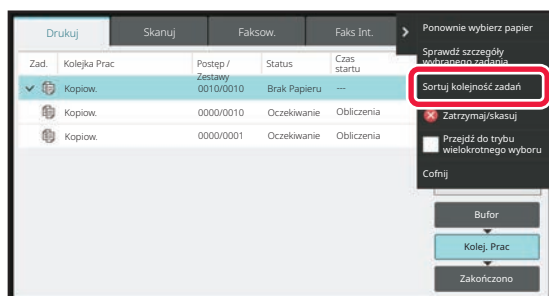 Drukuj
Skanuj
Faksow.
Faks Int.
Zad.
Kolejka Prac
Postęp /
Zestawy
Status
Czas
startu
Kopiow.
0010/0010
Brak Papieru
---
Kopiow.
0000/0010
Oczekiwanie
Obliczenia
Kopiow.
0000/0001
Oczekiwanie
Obliczenia
Ponownie wybierz papier
Sprawdź szczegóły
wybranego zadania
Sortuj kolejność zadań
Zatrzymaj/skasuj
Przejdź do trybu
wielokrotnego wyboru
Cofnij
Bufor
Kolej. Prac
Zakończono